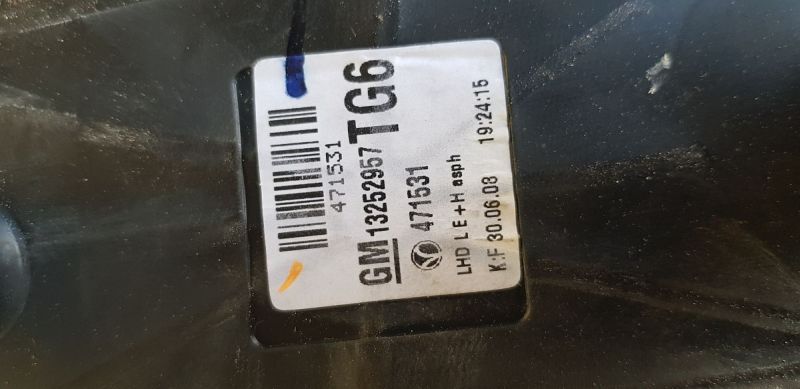 471531
GM 13252957 TG6
471531
LHD L E+H asph
K:F 30.06.08 19:24:15